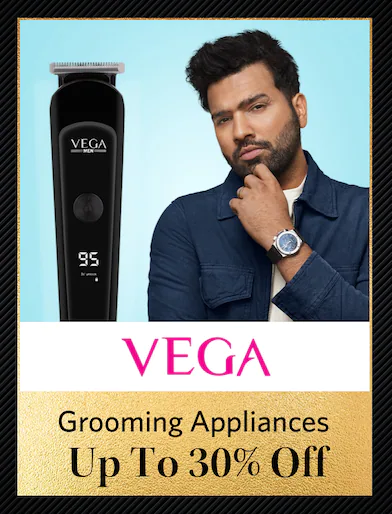 VEGA
MEN
95
VEGA
Grooming Appliances
Up To 30% Off